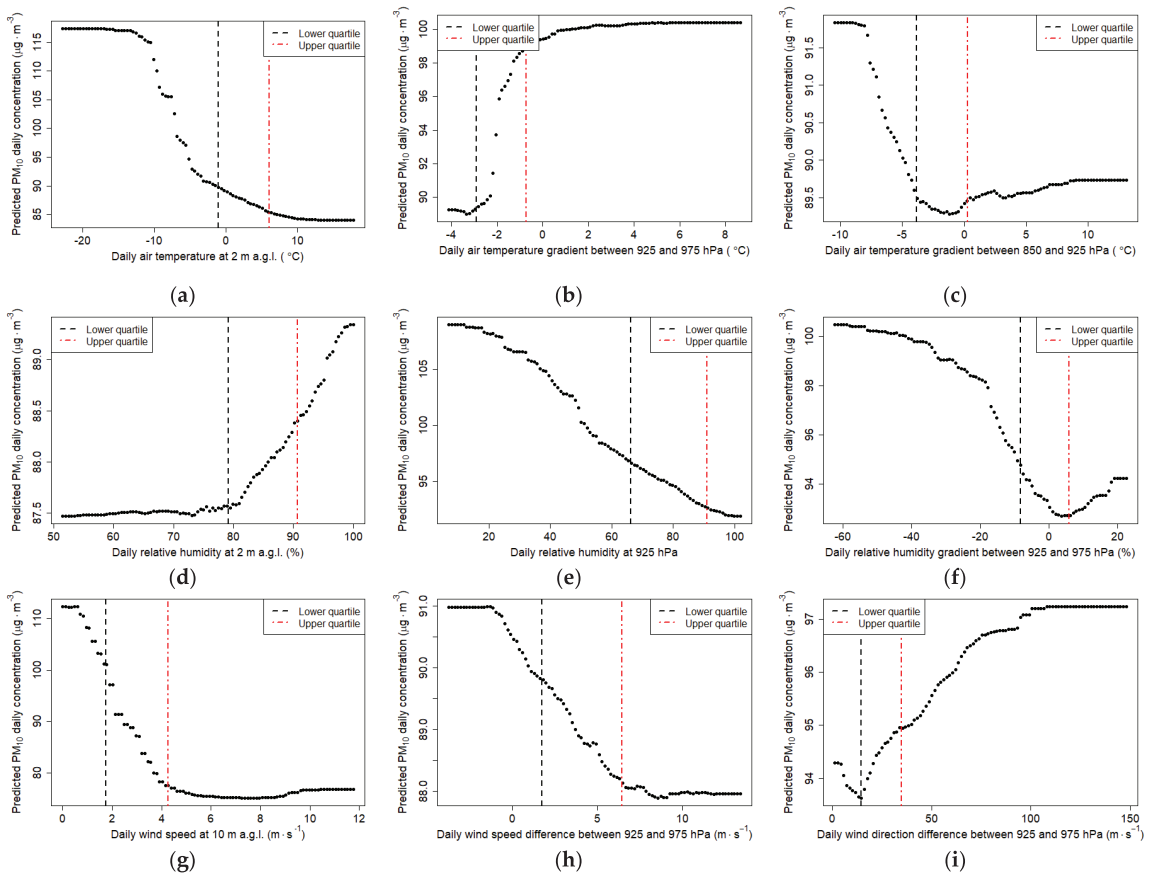 Predicted PM10 daily concentration (µg · m-3)
115
110
105
100
95
90
85
Lower quartile
Upper quartile
-20
-10
0
10
Daily air temperature at 2 m a.g.l. ( °C)
(a)
Predicted PM10 daily concentration (µg · m-3)
100
98
96
94
92
90
Lower quartile
Upper quartile
-4
-2
0
2
4
6
8
Daily air temperature gradient between 925 and 975 hPa ( °C)
(b)
Predicted PM10 daily concentration (µg · m-3)
91.5
91.0
90.5
90.0
89.5
Lower quartile
Upper quartile
-10
-5
0
5
10
Daily air temperature gradient between 850 and 925 hPa ( °C)
(c)
Predicted PM10 daily concentration (µg · m-3)
89.0
88.5
88.0
87.5
Lower quartile
Upper quartile
50
60
70
80
90
100
Daily relative humidity at 2 m a.g.l. (%)
(d)
Predicted PM10 daily concentration (µg · m-3)
105
100
95
Lower quartile
Upper quartile
20
40
60
80
100
Daily relative humidity at 925 hPa
(e)
Predicted PM10 daily concentration (µg · m-3)
100
98
96
94
Lower quartile
Upper quartile
-60
-40
-20
0
20
Daily relative humidity gradient between 925 and 975 hPa (%)
(f)
Predicted PM10 daily concentration (µg · m-3)
110
100
90
80
Lower quartile
Upper quartile
0
2
4
6
8
10
12
Daily wind speed at 10 m a.g.l. (m · s-1)
(g)
Predicted PM10 daily concentration (µg · m-3)
91.0
90.0
89.0
88.0
Lower quartile
Upper quartile
0
5
10
Daily wind speed difference between 925 and 975 hPa (m · s-1)
(h)
Predicted PM10 daily concentration (µg · m-3)
97
96
95
94
Lower quartile
Upper quartile
0
50
100
150
Daily wind direction difference between 925 and 975 hPa (m · s-1)
(i)